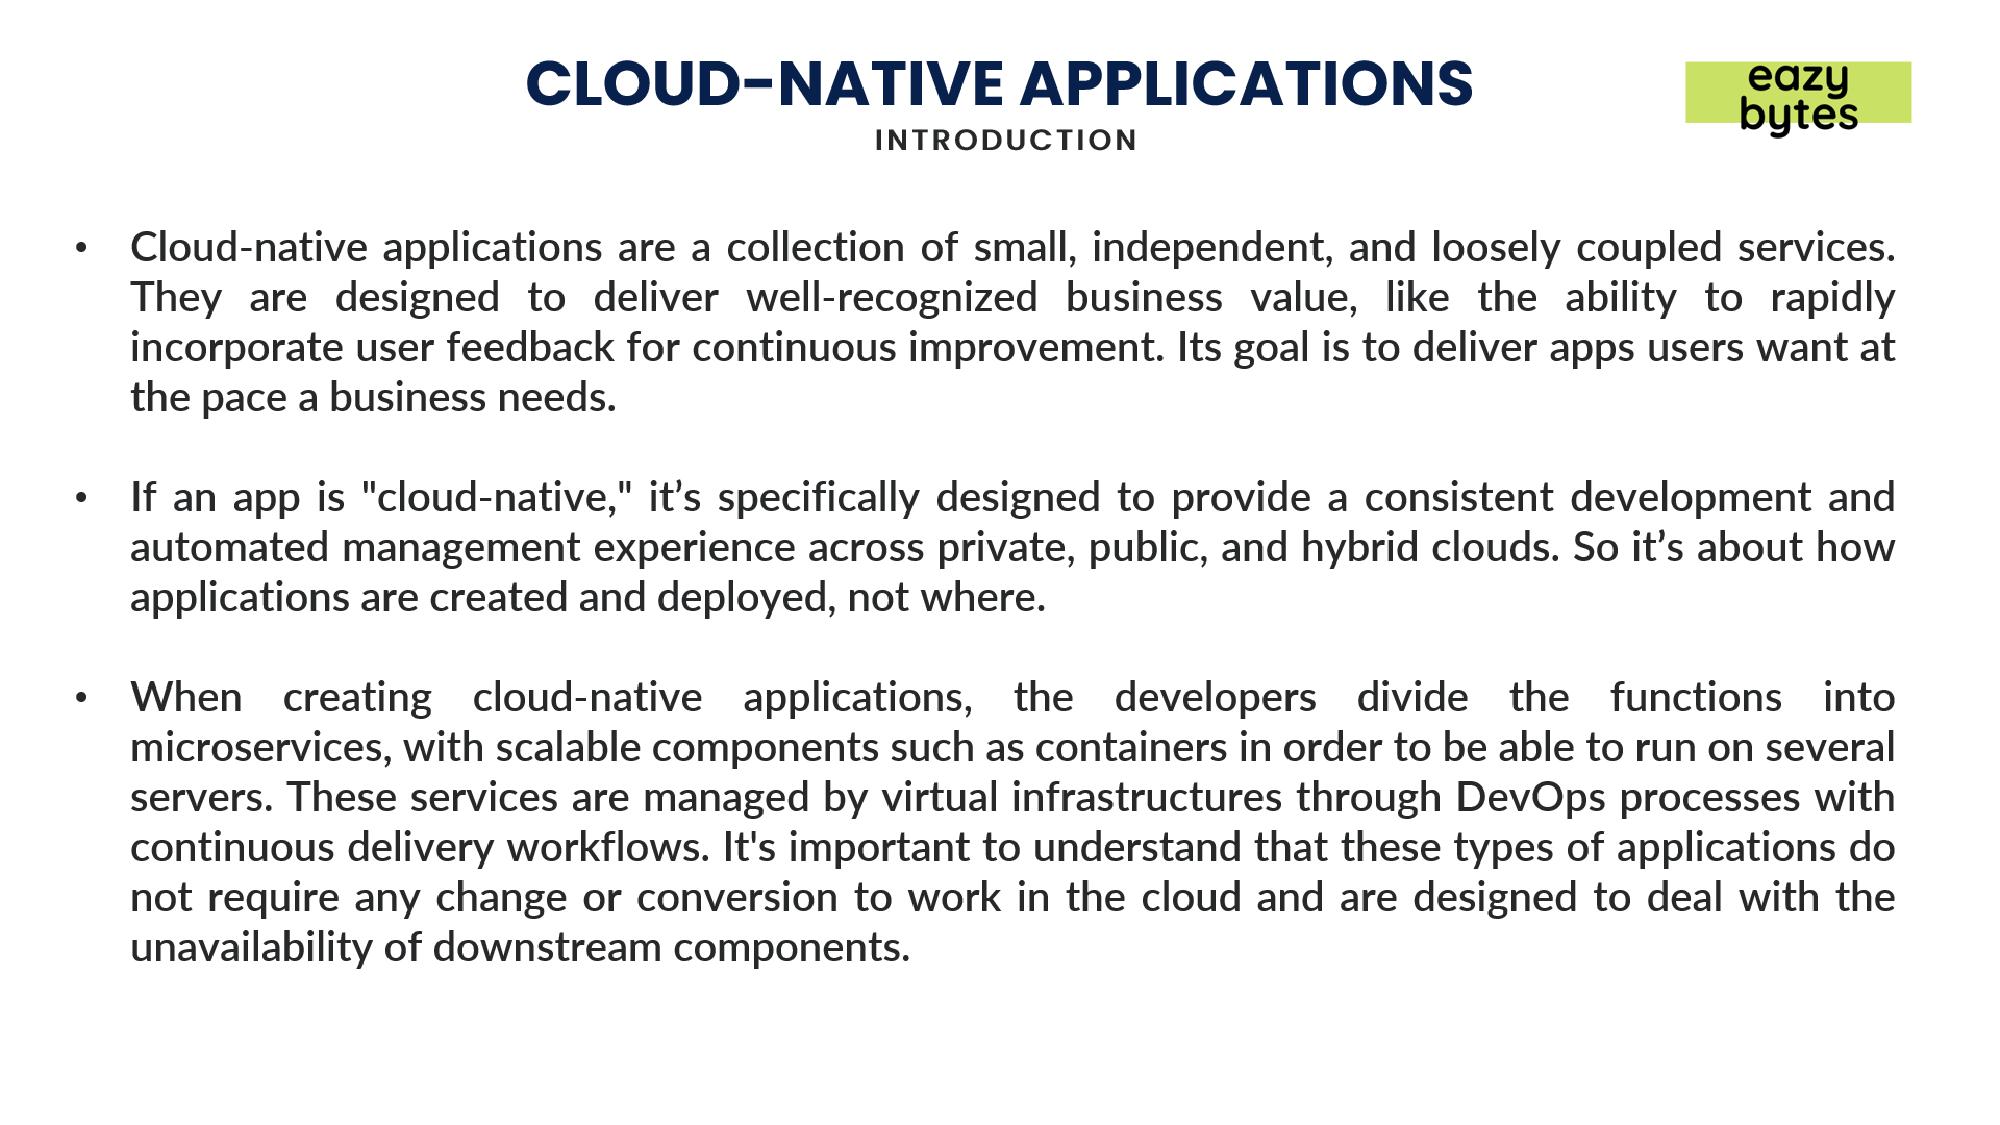 CLOUD-NATIVE APPLICATIONS
INTRODUCTION
eazy
bytes
• Cloud-native applications are a collection of small, independent, and loosely coupled services.
They are designed to deliver well-recognized business value, like the ability to rapidly
incorporate user feedback for continuous improvement. Its goal is to deliver apps users want at
the pace a business needs.
• If an app is "cloud-native," it’s specifically designed to provide a consistent development and
automated management experience across private, public, and hybrid clouds. So it’s about how
applications are created and deployed, not where.
• When creating cloud-native applications, the developers divide the functions into
microservices, with scalable components such as containers in order to be able to run on several
servers. These services are managed by virtual infrastructures through DevOps processes with
continuous delivery workflows. It's important to understand that these types of applications do
not require any change or conversion to work in the cloud and are designed to deal with the
unavailability of downstream components.